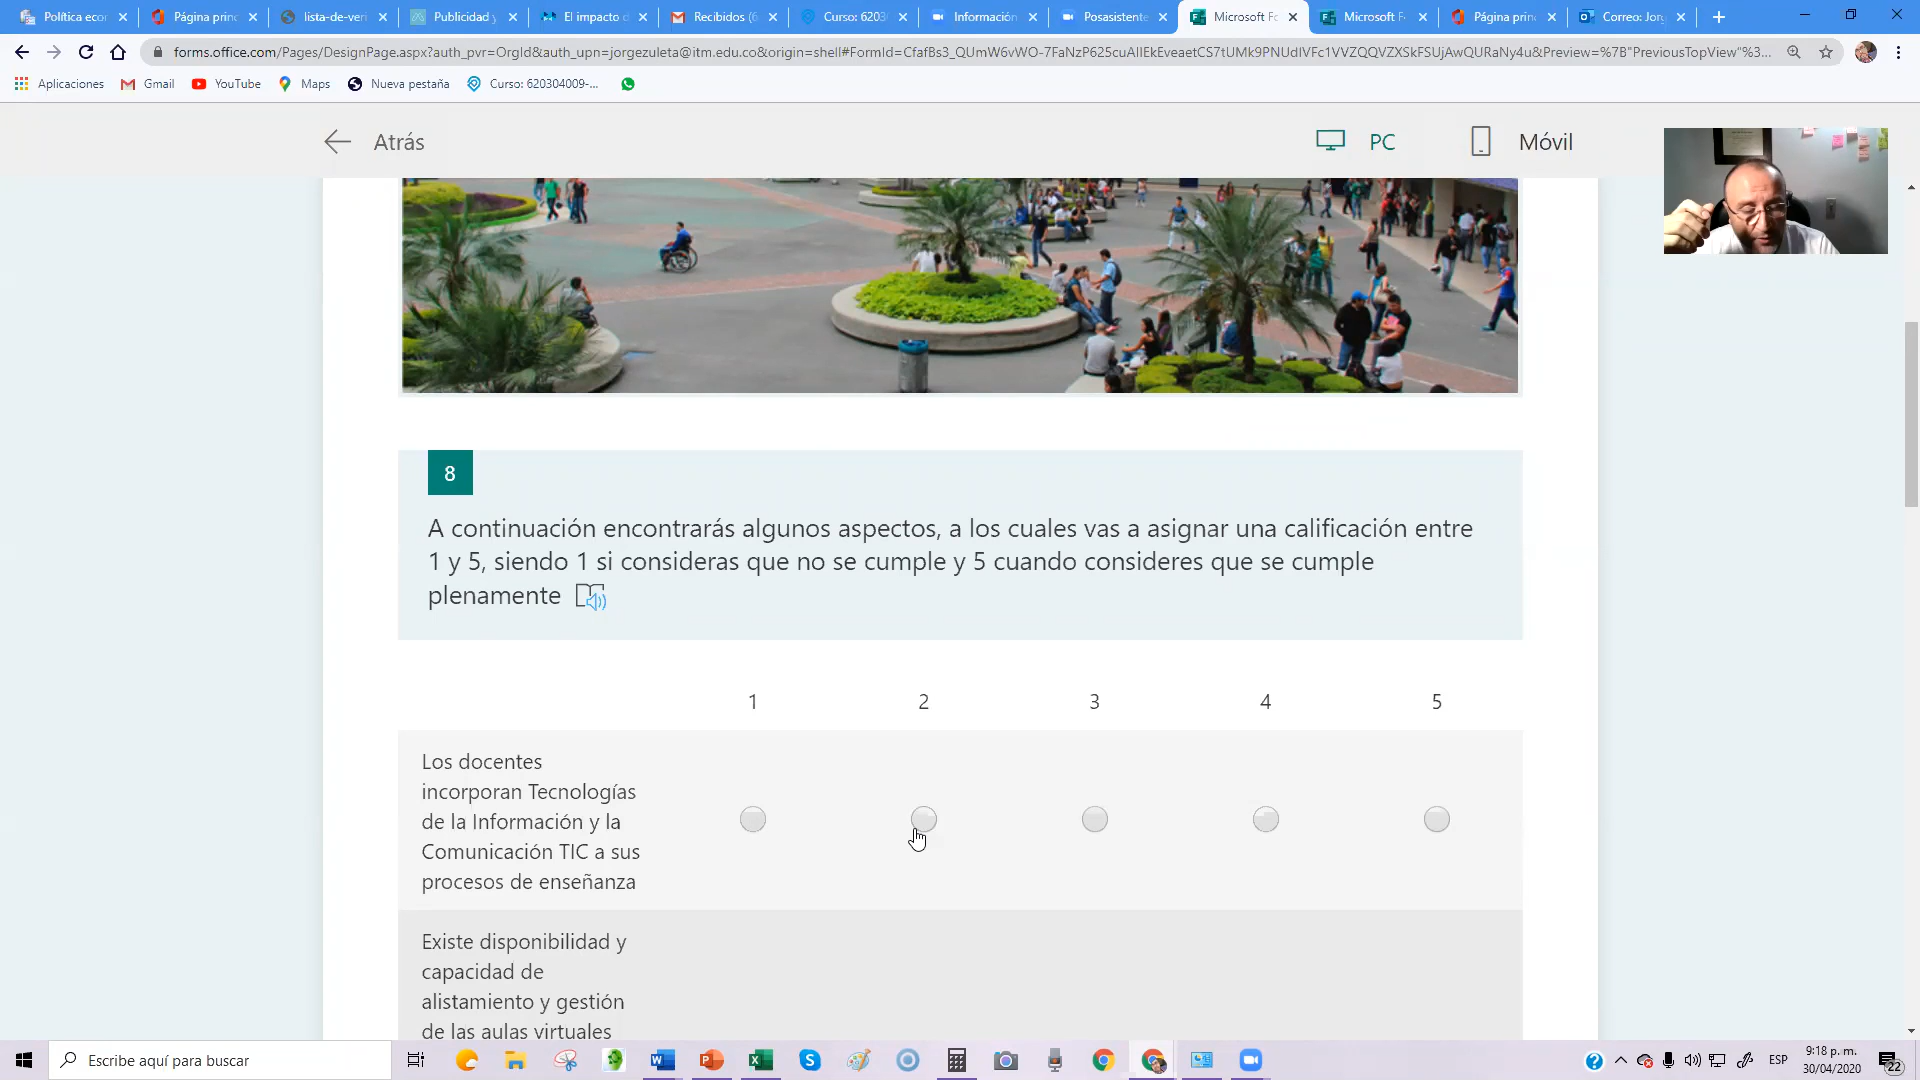 Política ecor
Página princ
lista-de-veri
Publicidad y
El impacto d
Recibidos (6
Curso: 6203
Información
Posasistente
Microsoft Fo
Microsoft F
Página princ
Correo: Jorg
forms.office.com/Pages/DesignPage.aspx?auth_pvr=OrgId&auth_upn=jorgezuleta@itm.edu.co&origin=shell#FormId=CfafBs3_QUmW6vWO-7FaNzP625cuAIIEkEveaetCS7tUMk9PNUdIVFc1VVZQQVZXSkFSUjAwQURaNy4u&Preview=%7B"PreviousTopView"%3...
Aplicaciones Gmail YouTube Maps Nueva pestaña Curso: 620304009-...
Atrás
PC
Móvil
8
A continuación encontrarás algunos aspectos, a los cuales vas a asignar una calificación entre
1 y 5, siendo 1 si consideras que no se cumple y 5 cuando consideres que se cumple
plenamente
1 2 3 4 5
Los docentes
incorporan Tecnologías
de la Información y la
Comunicación TIC a sus
procesos de enseñanza
Existe disponibilidad y
capacidad de
alistamiento y gestión
de las aulas virtuales
Escribe aquí para buscar
ESP
9:18 p. m.
30/04/2020
22